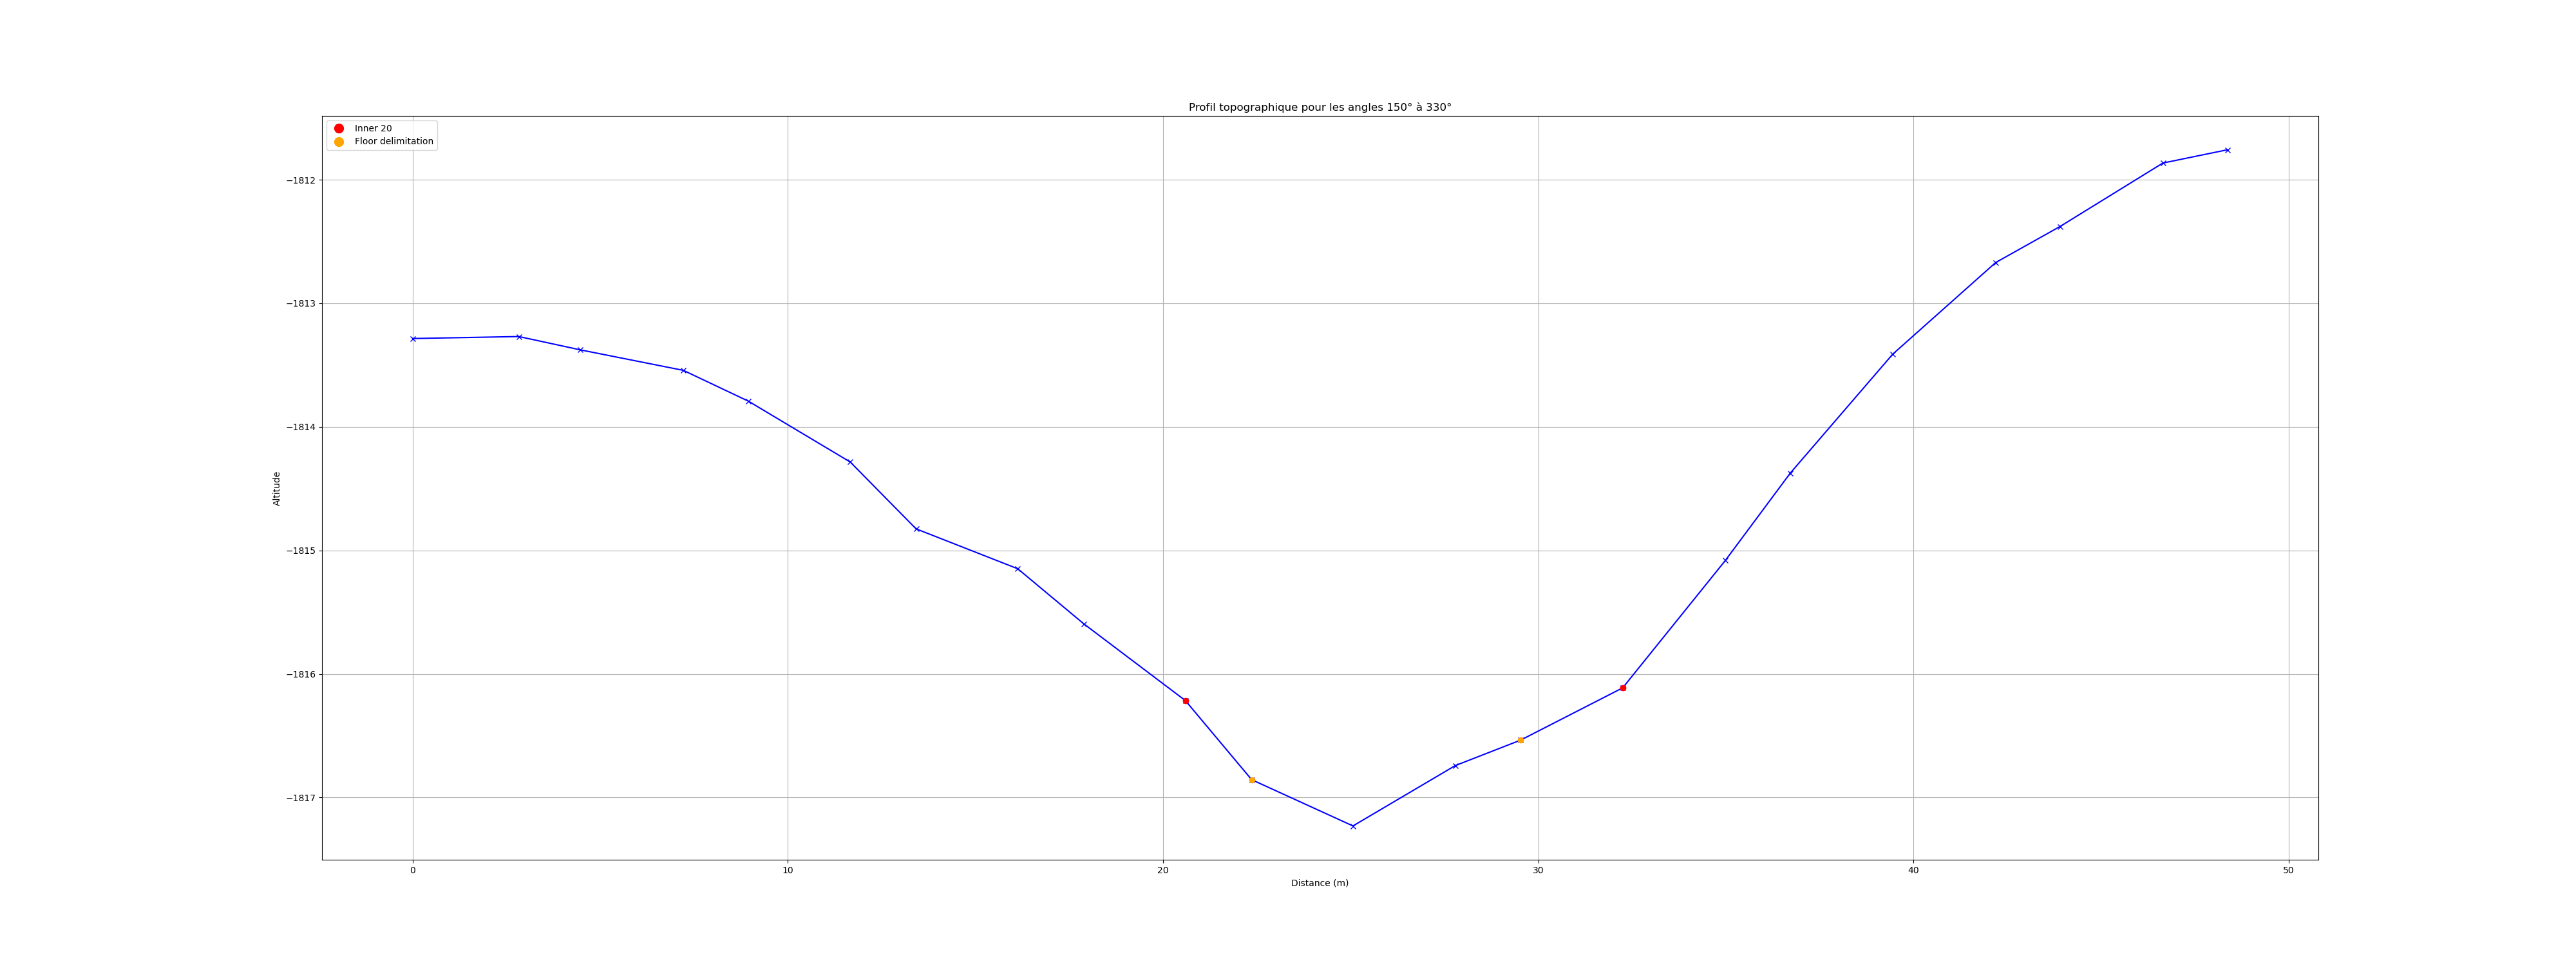 Profil topographique pour les angles 150° à 330°
Inner 20
Floor delimitation
−1812
−1813
−1814
−1815
−1816
−1817
Altitude
0 10 20 30 40 50
Distance (m)